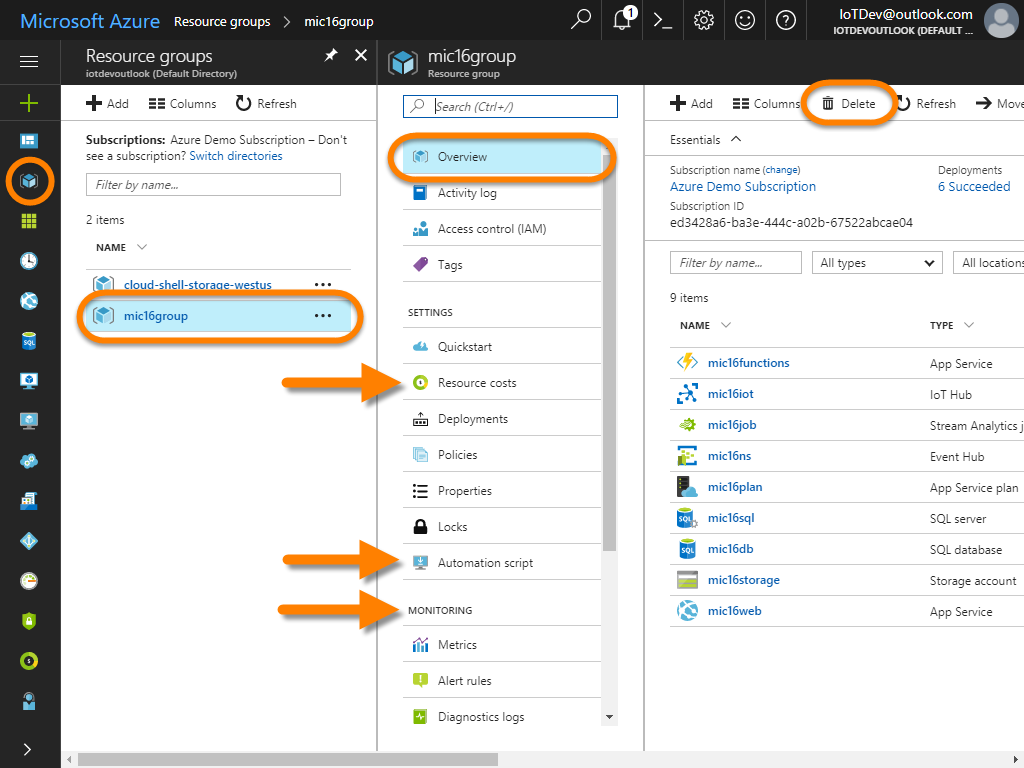 Microsoft Azure Resource groups > mic16group
1
IoTDev@outlook.com
IOTDEVOUTLOOK (DEFAULT ...
Resource groups
iotdevoutlook (Default Directory)
Add Columns Refresh
Subscriptions: Azure Demo Subscription – Don't
see a subscription? Switch directories
Filter by name...
2 items
NAME
cloud-shell-storage-westus
mic16group
mic16group
Resource group
Search (Ctrl+/)
Overview
Activity log
Access control (IAM)
Tags
SETTINGS
Quickstart
Resource costs
Deployments
Policies
Properties
Locks
Automation script
MONITORING
Metrics
Alert rules
Diagnostics logs
Add Columns Delete Refresh Move
Essentials
Subscription name (change) Deployments
Azure Demo Subscription 6 Succeeded
Subscription ID
ed3428a6-ba3e-444c-a02b-67522abcae04
Filter by name... All types All locations
9 items
NAME TYPE
mic16functions App Service
mic16iot IoT Hub
mic16job Stream Analytics j
mic16ns Event Hub
mic16plan App Service plan
mic16sql SQL server
mic16db SQL database
mic16storage Storage account
mic16web App Service